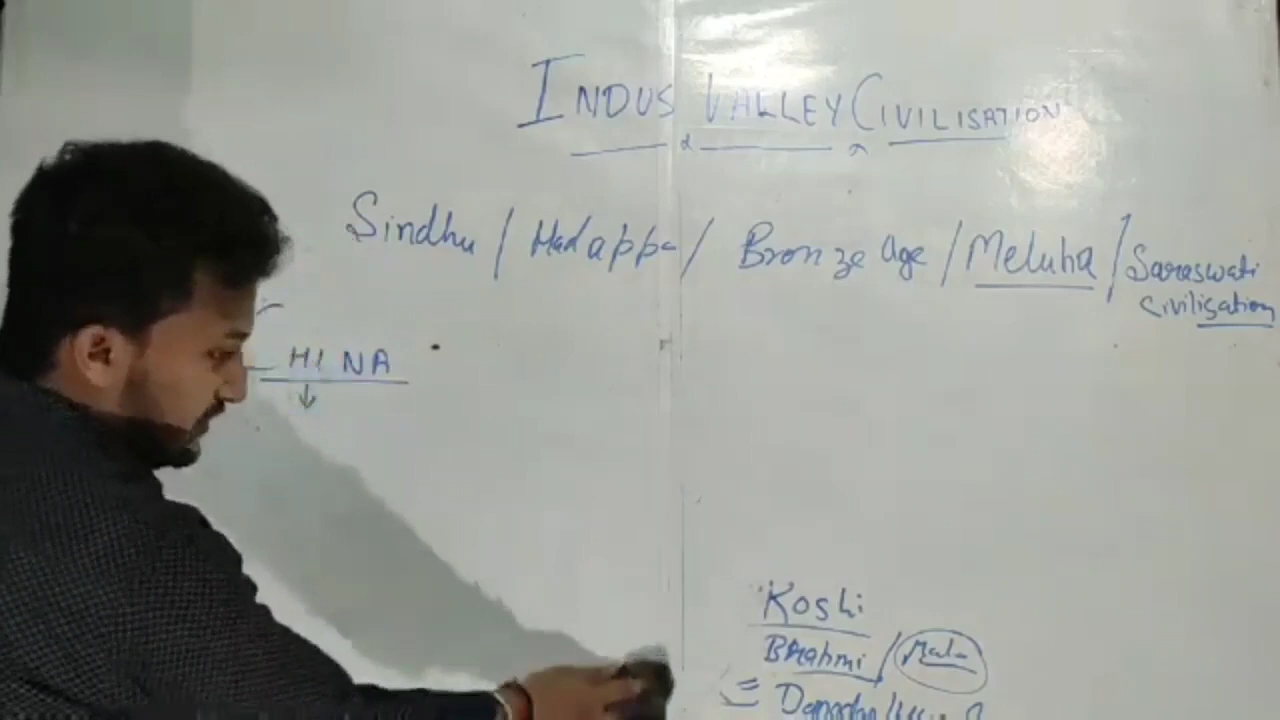 INDUS VALLEY CIVILISATION
Sindhu / Hadappa / Bronze Age / Meluha / Saraswati
Civilisation
HINA
Koshi
Brahmi /